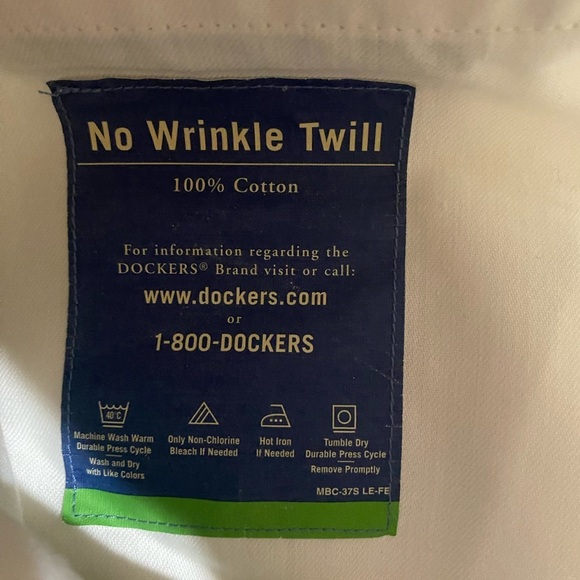 No Wrinkle Twill
100% Cotton
For information regarding the
DOCKERS® Brand visit or call:
www.dockers.com
or
1-800-DOCKERS
40°C
Machine Wash Warm
Durable Press Cycle
Wash and Dry
with Like Colors
Only Non-Chlorine
Bleach If Needed
Hot Iron
If Needed
Tumble Dry
Durable Press Cycle
Remove Promptly
MBC-37S LE-FE